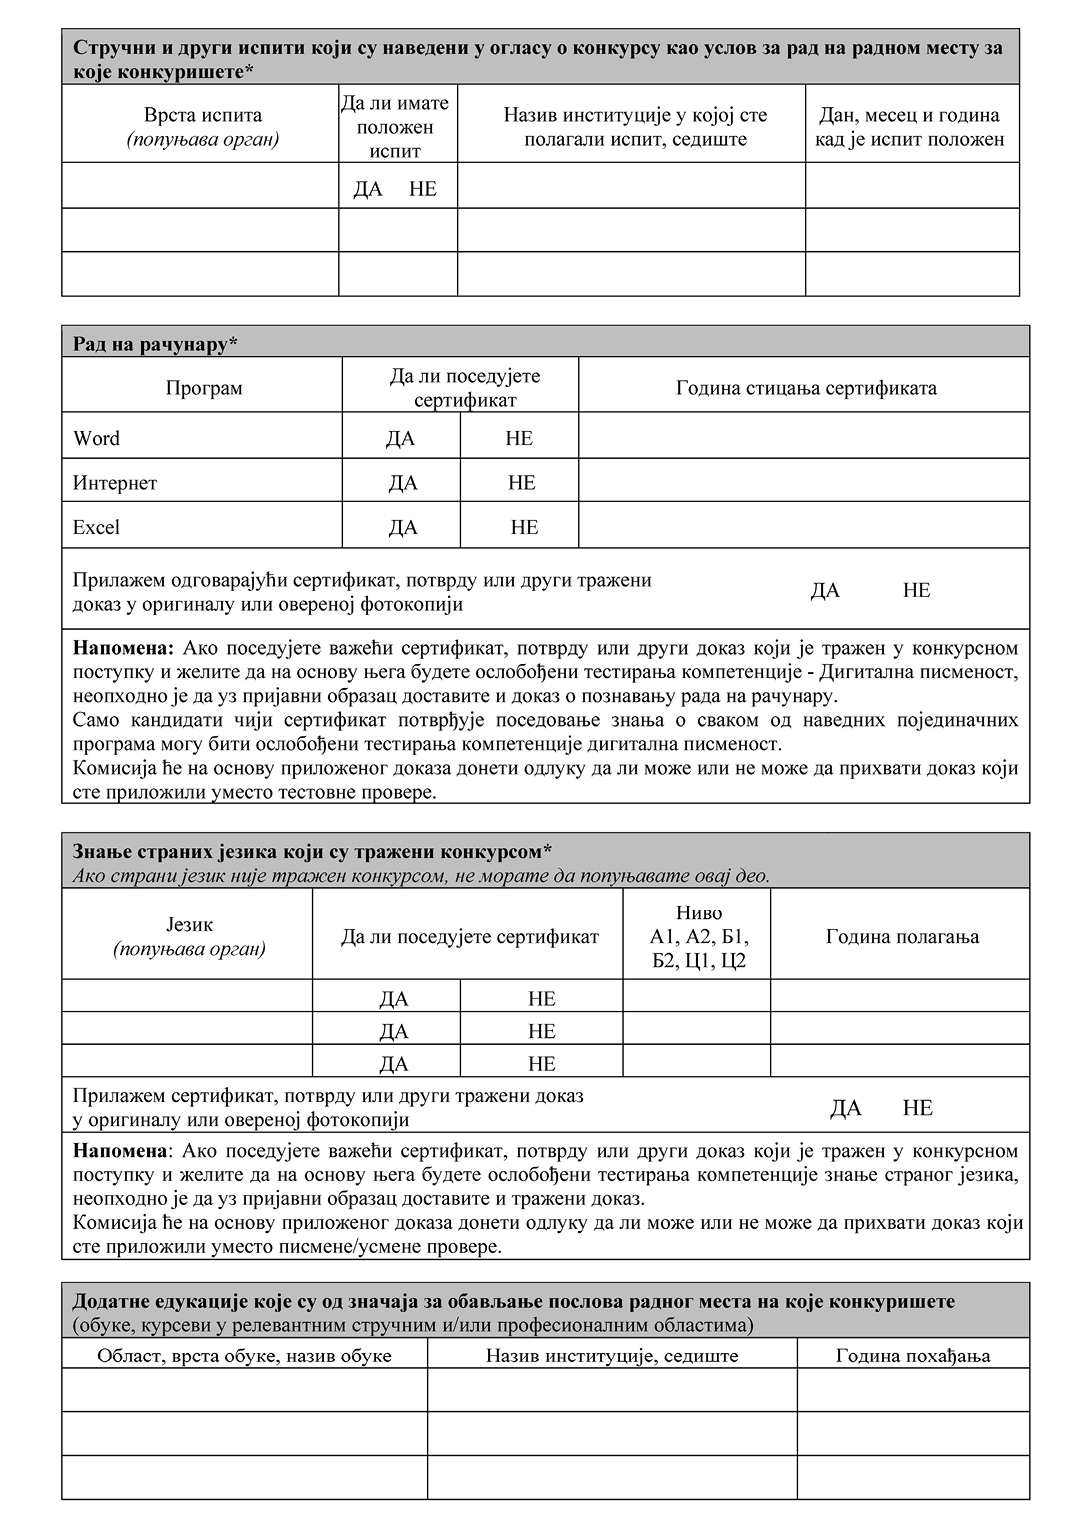 Стручни и други испити који су наведени у огласу о конкурсу као услов за рад на радном месту за
које конкуришете*
Врста испита
(попуњава орган)
Да ли имате
положен
испит
Назив институције у којој сте
полагали испит, седиште
Дан, месец и година
кад је испит положен
ДА НЕ
Рад на рачунару*
Програм
Да ли поседујете
сертификат
Година стицања сертификата
Word ДА НЕ
Интернет ДА НЕ
Excel ДА НЕ
Прилажем одговарајући сертификат, потврду или други тражени
доказ у оригиналу или овереној фотокопији
ДА НЕ
Напомена: Ако поседујете важећи сертификат, потврду или други доказ који је тражен у конкурсном
поступку и желите да на основу њега будете ослобођени тестирања компетенције - Дигитална писменост,
неопходно је да уз пријавни образац доставите и доказ о познавању рада на рачунару.
Само кандидати чији сертификат потврђује поседовање знања о сваком од наведних појединачних
програма могу бити ослобођени тестирања компетенције дигитална писменост.
Комисија ће на основу приложеног доказа донети одлуку да ли може или не може да прихвати доказ који
сте приложили уместо тестовне провере.
Знање страних језика који су тражени конкурсом*
Ако страни језик није тражен конкурсом, не морате да попуњавате овај део.
Језик
(попуњава орган)
Да ли поседујете сертификат
Ниво
А1, А2, Б1,
Б2, Ц1, Ц2
Година полагања
ДА НЕ
ДА НЕ
ДА НЕ
Прилажем сертификат, потврду или други тражени доказ
у оригиналу или овереној фотокопији
ДА НЕ
Напомена: Ако поседујете важећи сертификат, потврду или други доказ који је тражен у конкурсном
поступку и желите да на основу њега будете ослобођени тестирања компетенције знање страног језика,
неопходно је да уз пријавни образац доставите и тражени доказ.
Комисија ће на основу приложеног доказа донети одлуку да ли може или не може да прихвати доказ који
сте приложили уместо писмене/усмене провере.
Додатне едукације које су од значаја за обављање послова радног места на које конкуришете
(обуке, курсеви у релевантним стручним и/или професионалним областима)
Област, врста обуке, назив обуке
Назив институције, седиште
Година похађања